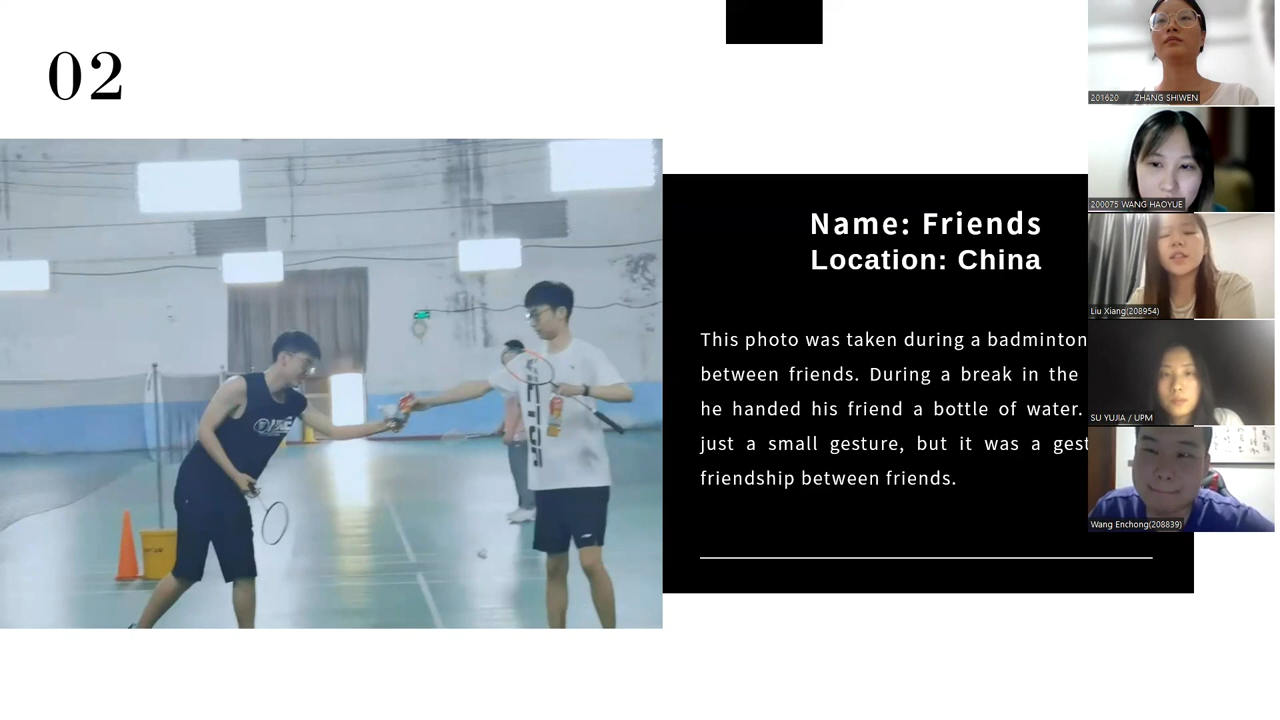 02
Name: Friends
Location: China
This photo was taken during a badminton
between friends. During a break in the
he handed his friend a bottle of water.
just a small gesture, but it was a gest
friendship between friends.
201620 ZHANG SHIWEN
200075 WANG HAOYUE
Liu Xiang(208954)
SU YUJIA / UPM
Wang Enchong(208839)